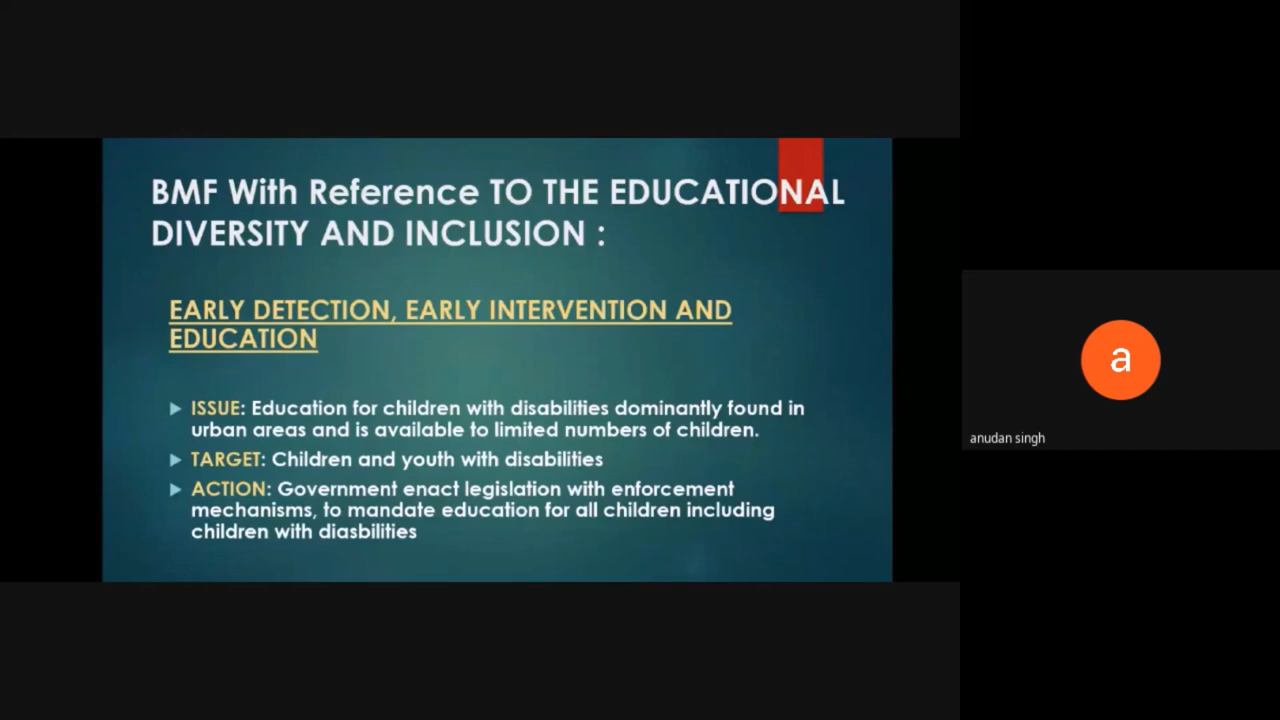 BMF With Reference TO THE EDUCATIONAL
DIVERSITY AND INCLUSION :
EARLY DETECTION, EARLY INTERVENTION AND
EDUCATION
ISSUE: Education for children with disabilities dominantly found in
urban areas and is available to limited numbers of children.
TARGET: Children and youth with disabilities
ACTION: Government enact legislation with enforcement
mechanisms, to mandate education for all children including
children with diasbilities
a
anudan singh